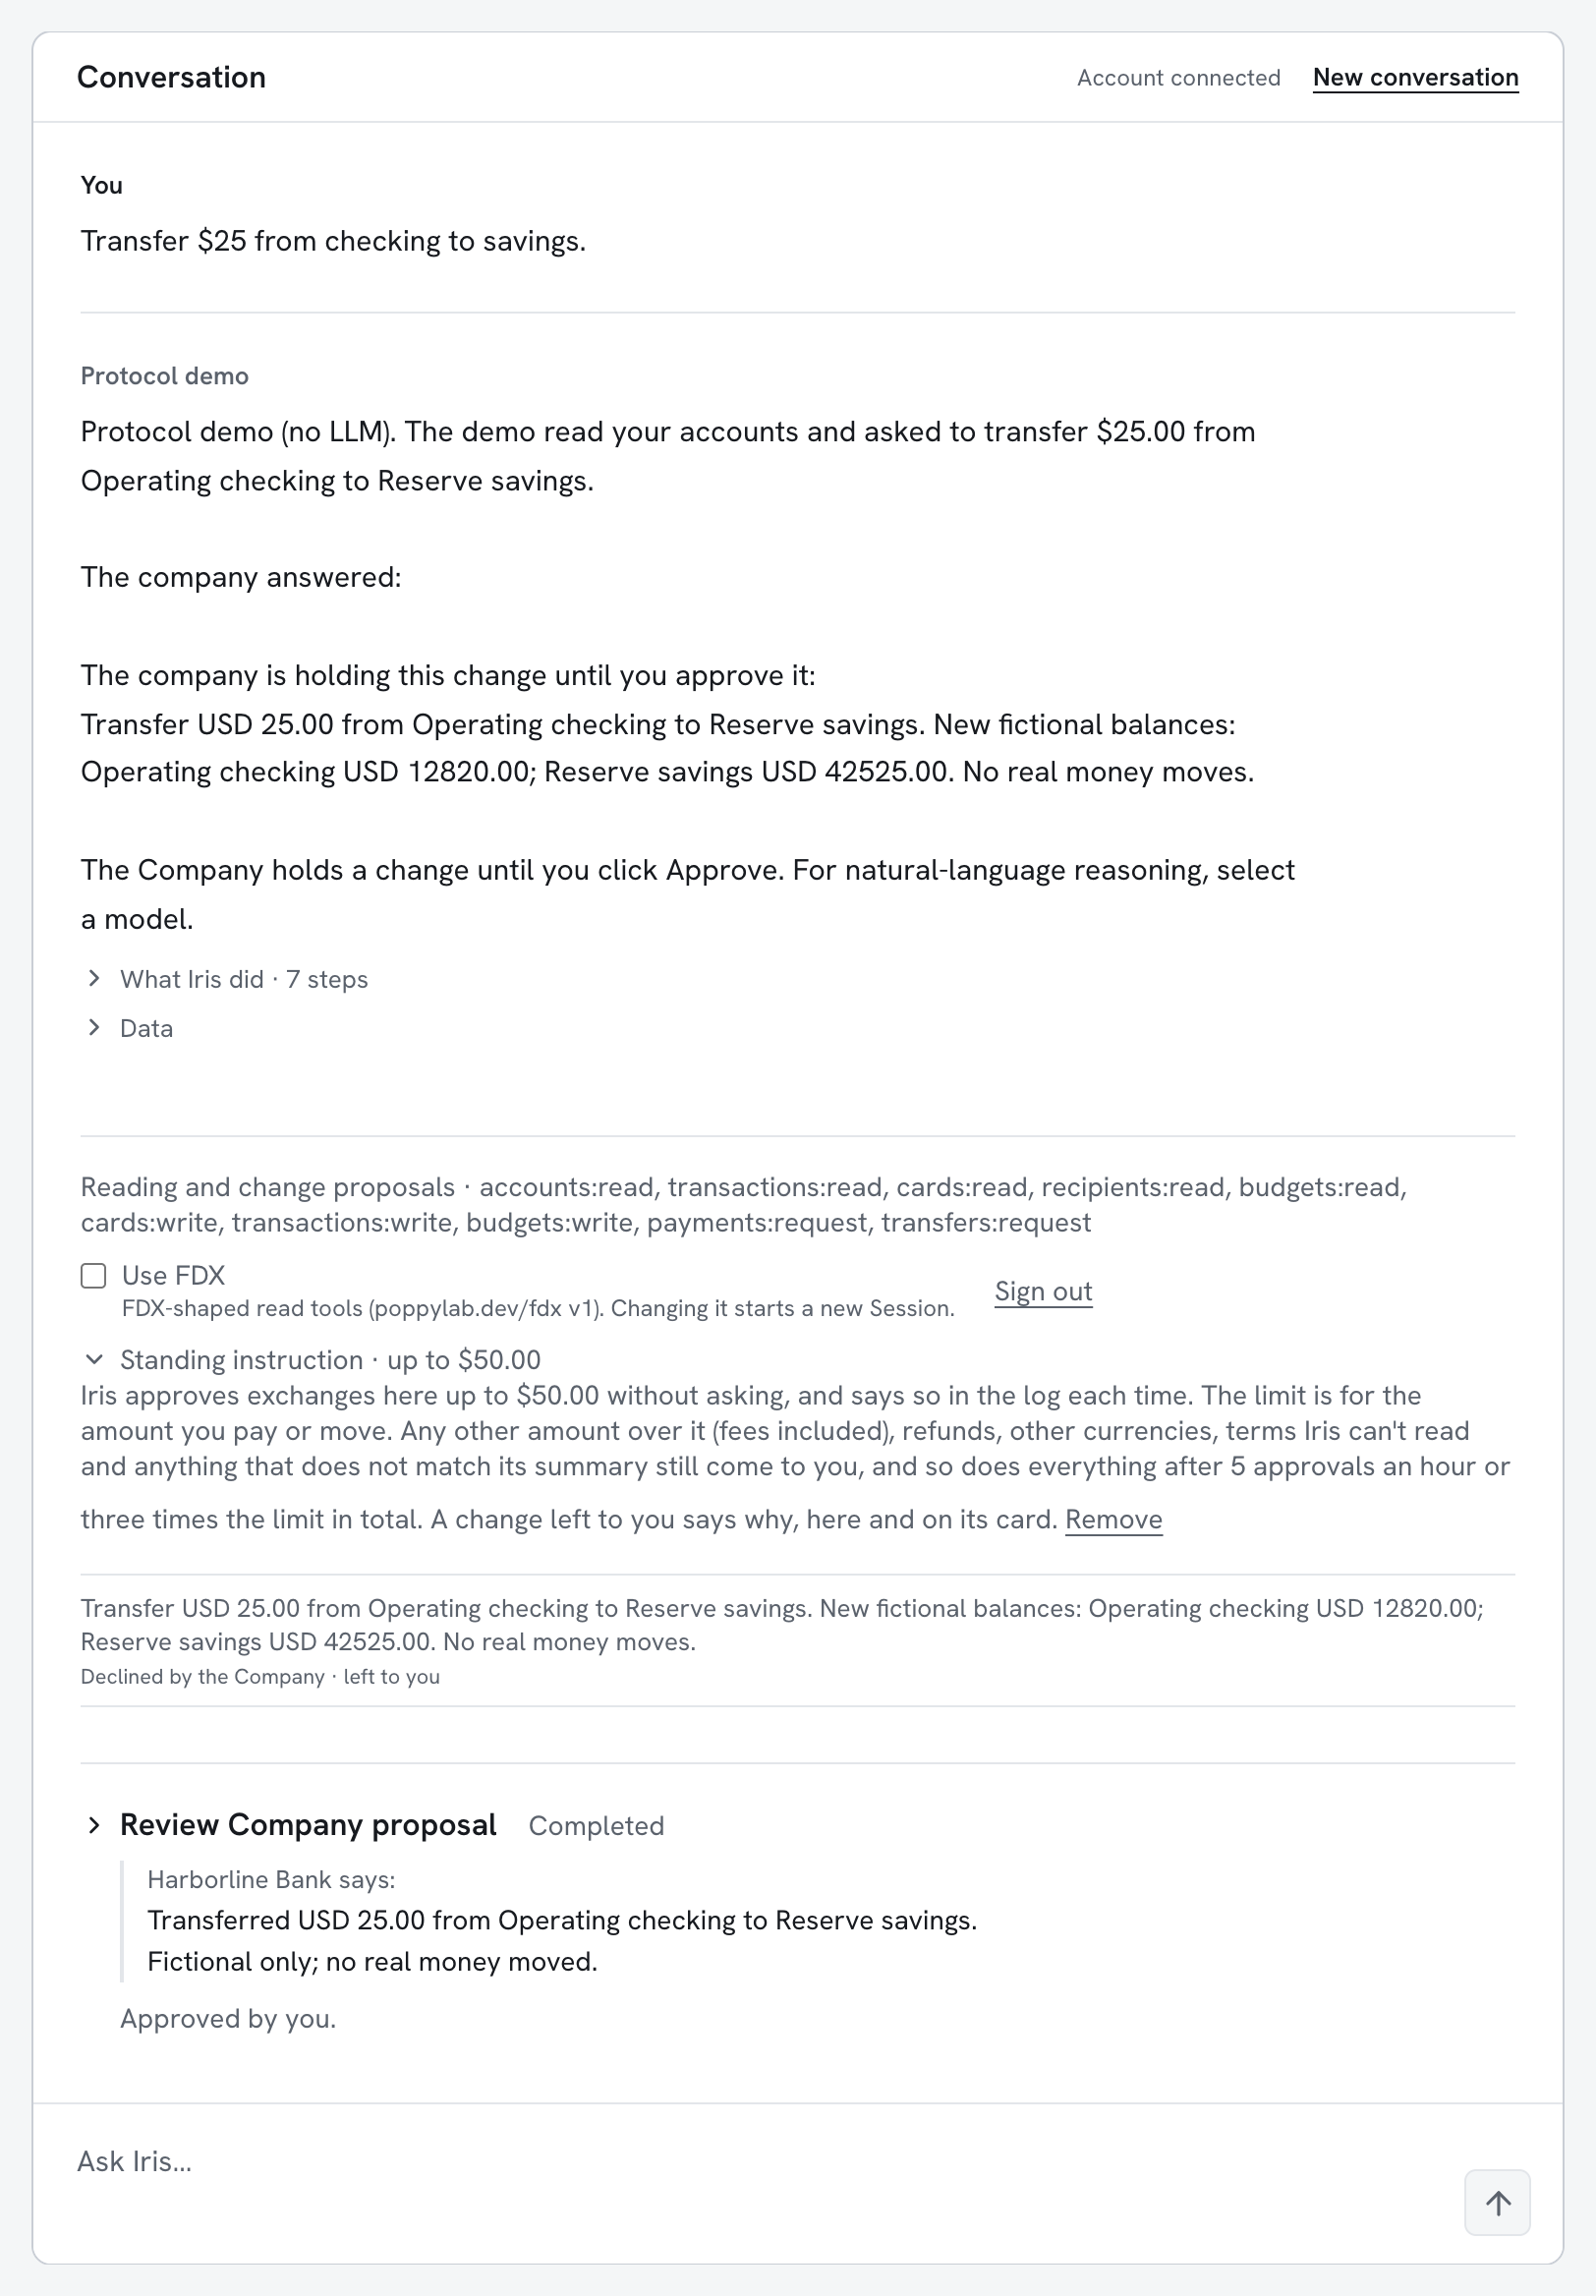 Conversation
Account connected
New conversation
You
Transfer $25 from checking to savings.
Protocol demo
Protocol demo (no LLM). The demo read your accounts and asked to transfer $25.00 from
Operating checking to Reserve savings.
The company answered:
The company is holding this change until you approve it:
Transfer USD 25.00 from Operating checking to Reserve savings. New fictional balances:
Operating checking USD 12820.00; Reserve savings USD 42525.00. No real money moves.
The Company holds a change until you click Approve. For natural-language reasoning, select
a model.
What Iris did · 7 steps
Data
Reading and change proposals · accounts:read, transactions:read, cards:read, recipients:read, budgets:read,
cards:write, transactions:write, budgets:write, payments:request, transfers:request
Use FDX
FDX-shaped read tools (poppylab.dev/fdx v1). Changing it starts a new Session.
Sign out
Standing instruction · up to $50.00
Iris approves exchanges here up to $50.00 without asking, and says so in the log each time. The limit is for the
amount you pay or move. Any other amount over it (fees included), refunds, other currencies, terms Iris can't read
and anything that does not match its summary still come to you, and so does everything after 5 approvals an hour or
three times the limit in total. A change left to you says why, here and on its card. Remove
Transfer USD 25.00 from Operating checking to Reserve savings. New fictional balances: Operating checking USD 12820.00;
Reserve savings USD 42525.00. No real money moves.
Declined by the Company · left to you
Review Company proposal
Completed
Harborline Bank says:
Transferred USD 25.00 from Operating checking to Reserve savings.
Fictional only; no real money moved.
Approved by you.
Ask Iris...